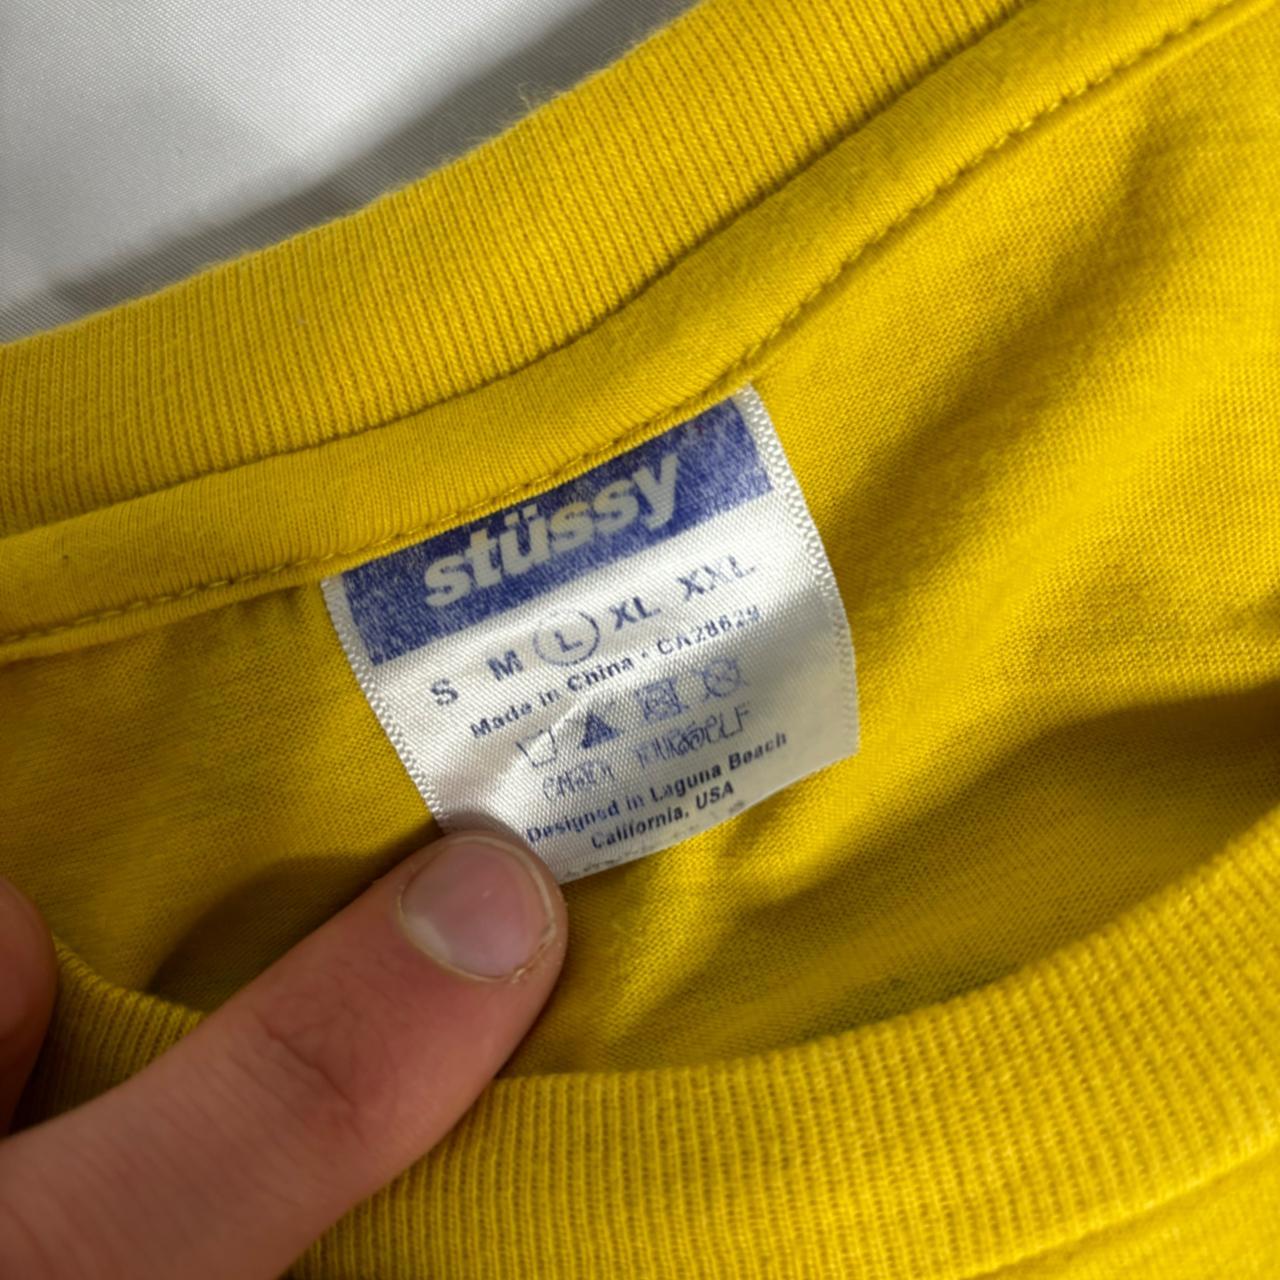 stüssy
S M L XL XXL
Made in China · CA28629
Designed in Laguna Beach
California, USA